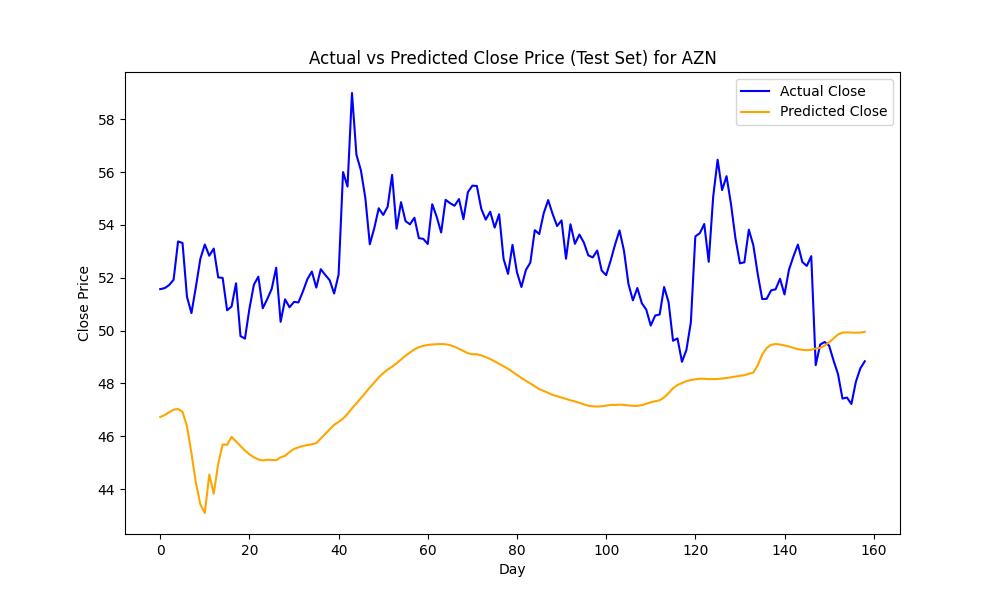 Actual vs Predicted Close Price (Test Set) for AZN
Actual Close
Predicted Close
Close Price
58
56
54
52
50
48
46
44
0 20 40 60 80 100 120 140 160
Day